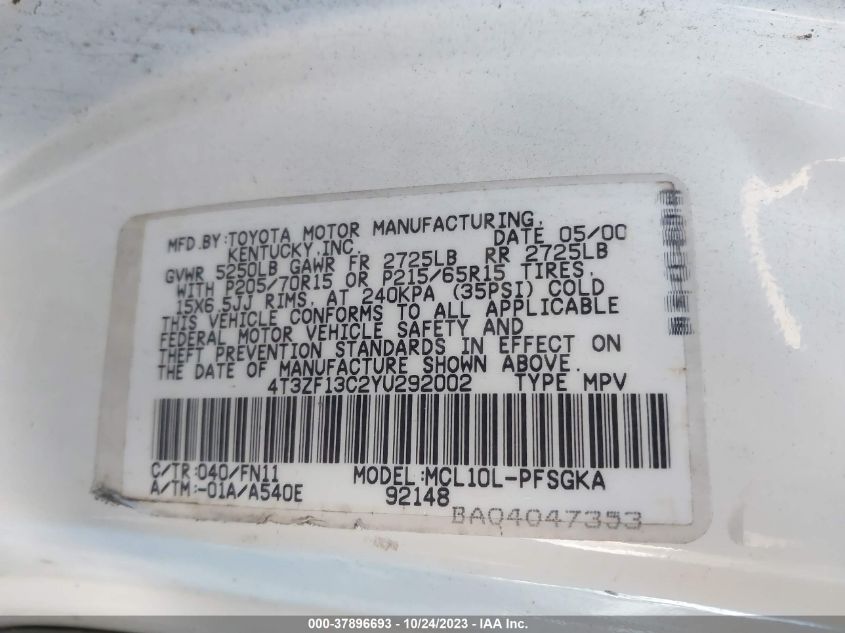 MFD.BY:TOYOTA MOTOR MANUFACTURING,
KENTUCKY,INC. DATE 05/00
GVWR 5250LB GAWR FR 2725LB RR 2725LB
WITH P205/70R15 OR P215/65R15 TIRES,
15X6.5JJ RIMS, AT 240KPA (35PSI) COLD
THIS VEHICLE CONFORMS TO ALL APPLICABLE
FEDERAL MOTOR VEHICLE SAFETY AND
THEFT PREVENTION STANDARDS IN EFFECT ON
THE DATE OF MANUFACTURE SHOWN ABOVE.
4T3ZF13C2YU292002 TYPE MPV
C/TR:040/FN11 MODEL:MCL10L-PFSGKA
A/TM:-01A/A540E 92148
BA04047353
000-37896693 - 10/24/2023 - © IAA Inc.